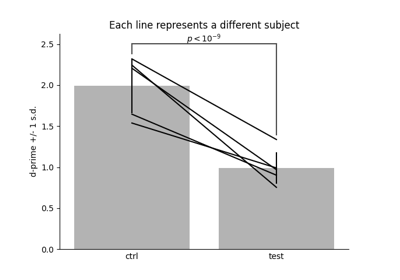 Each line represents a different subject
p < 10⁻⁹
d-prime +/- 1 s.d.
2.5
2.0
1.5
1.0
0.5
0.0
ctrl
test